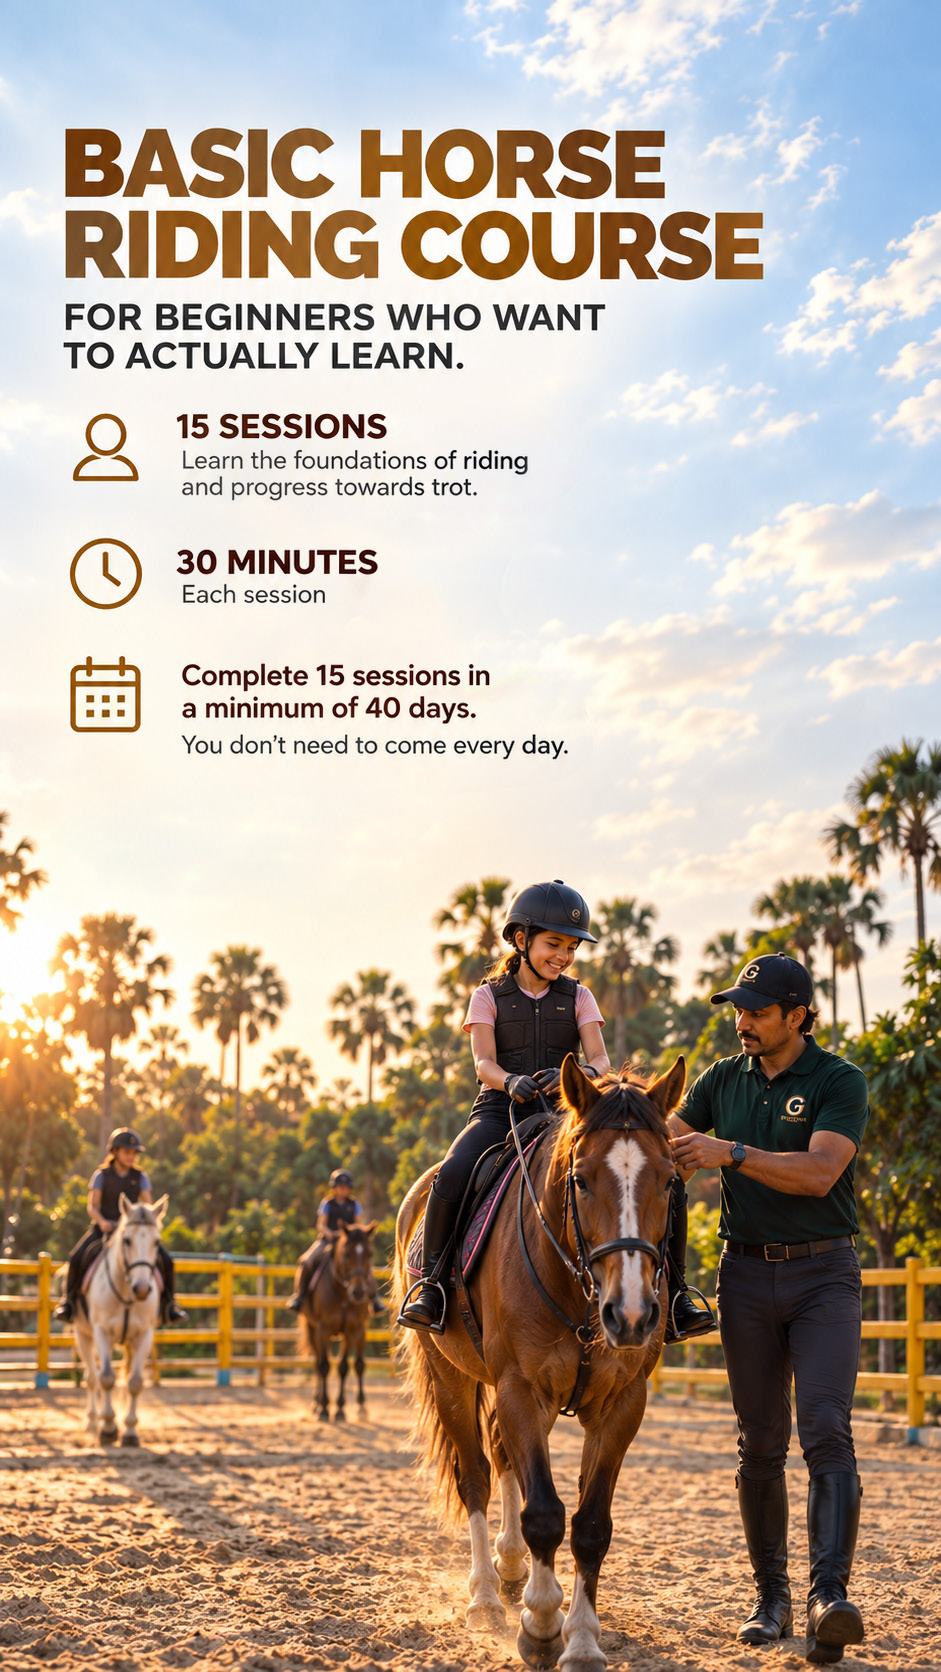 BASIC HORSE
RIDING COURSE
FOR BEGINNERS WHO WANT
TO ACTUALLY LEARN.
15 SESSIONS
Learn the foundations of riding
and progress towards trot.
30 MINUTES
Each session
Complete 15 sessions in
a minimum of 40 days.
You don't need to come every day.
G
G